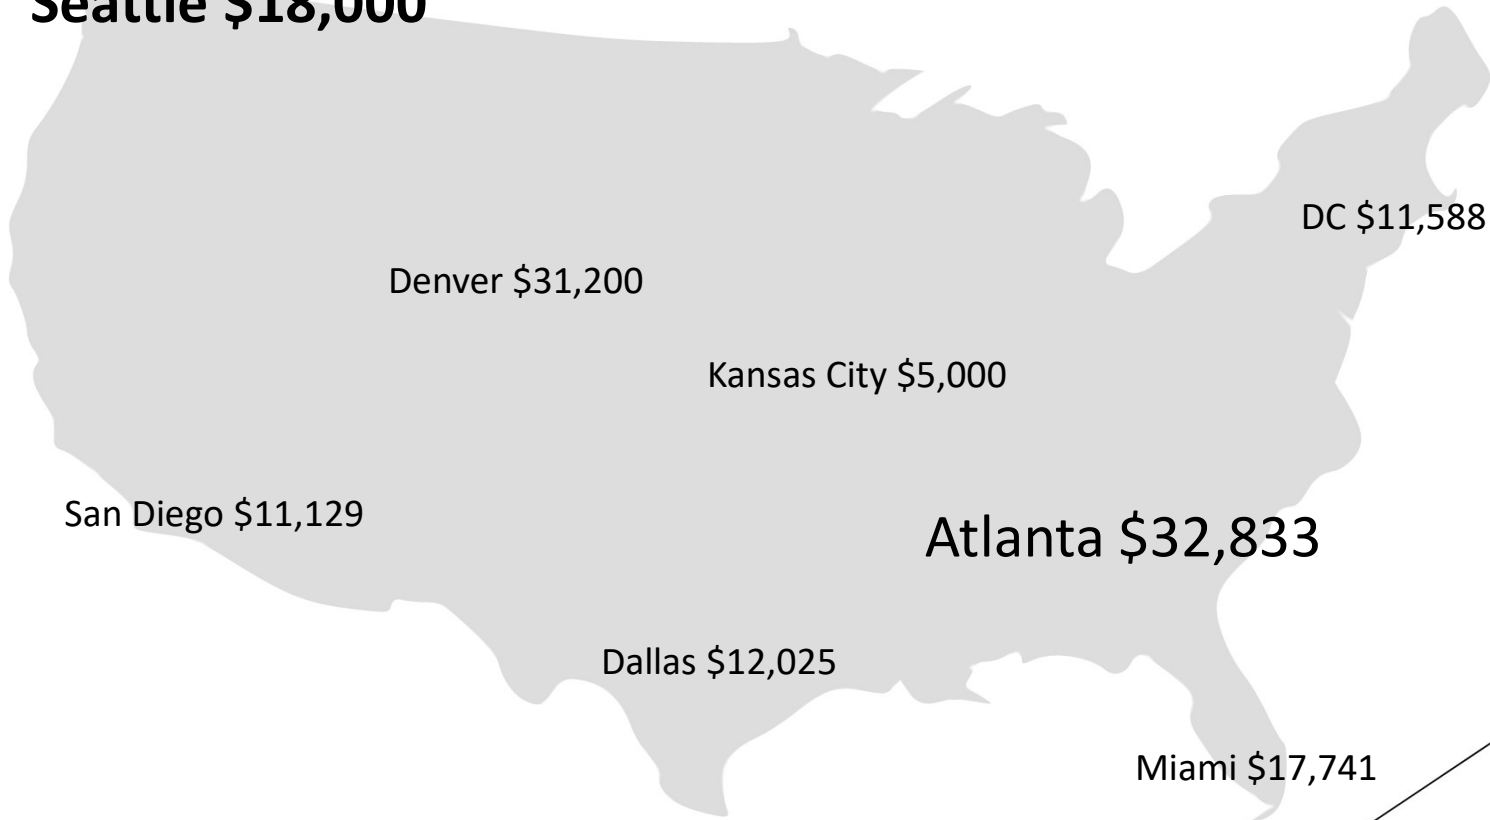 Seattle $18,000
DC $11,588
Denver $31,200
Kansas City $5,000
San Diego $11,129
Atlanta $32,833
Dallas $12,025
Miami $17,741